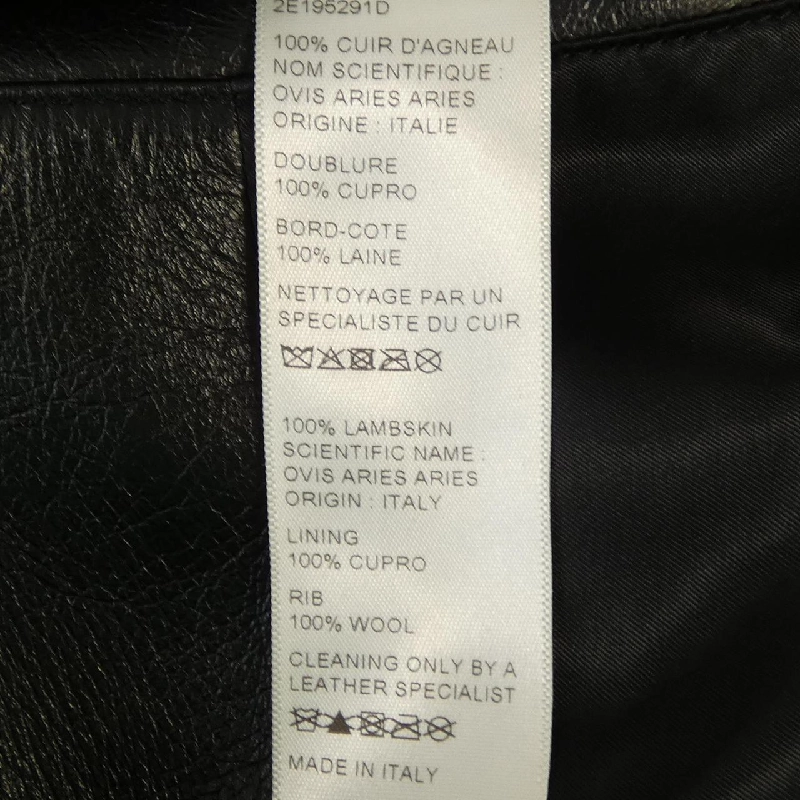 2E195291D
100% CUIR D'AGNEAU
NOM SCIENTIFIQUE :
OVIS ARIES ARIES
ORIGINE : ITALIE
DOUBLURE
100% CUPRO
BORD-COTE
100% LAINE
NETTOYAGE PAR UN
SPECIALISTE DU CUIR
100% LAMBSKIN
SCIENTIFIC NAME :
OVIS ARIES ARIES
ORIGIN : ITALY
LINING
100% CUPRO
RIB
100% WOOL
CLEANING ONLY BY A
LEATHER SPECIALIST
MADE IN ITALY